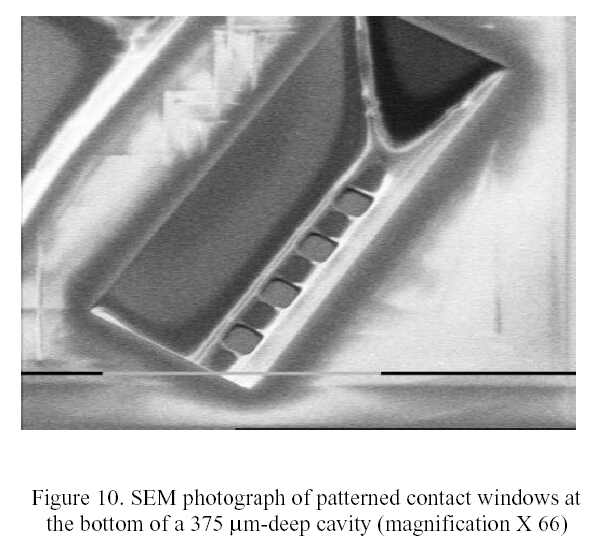 Figure 10. SEM photograph of patterned contact windows at
the bottom of a 375 μm-deep cavity (magnification X 66)